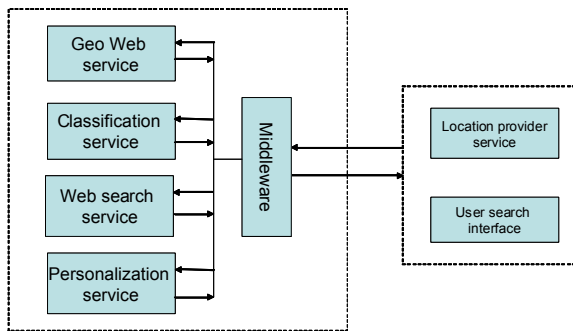 Geo Web
service
Classification
service
Web search
service
Personalization
service
Middleware
Location provider
service
User search
interface